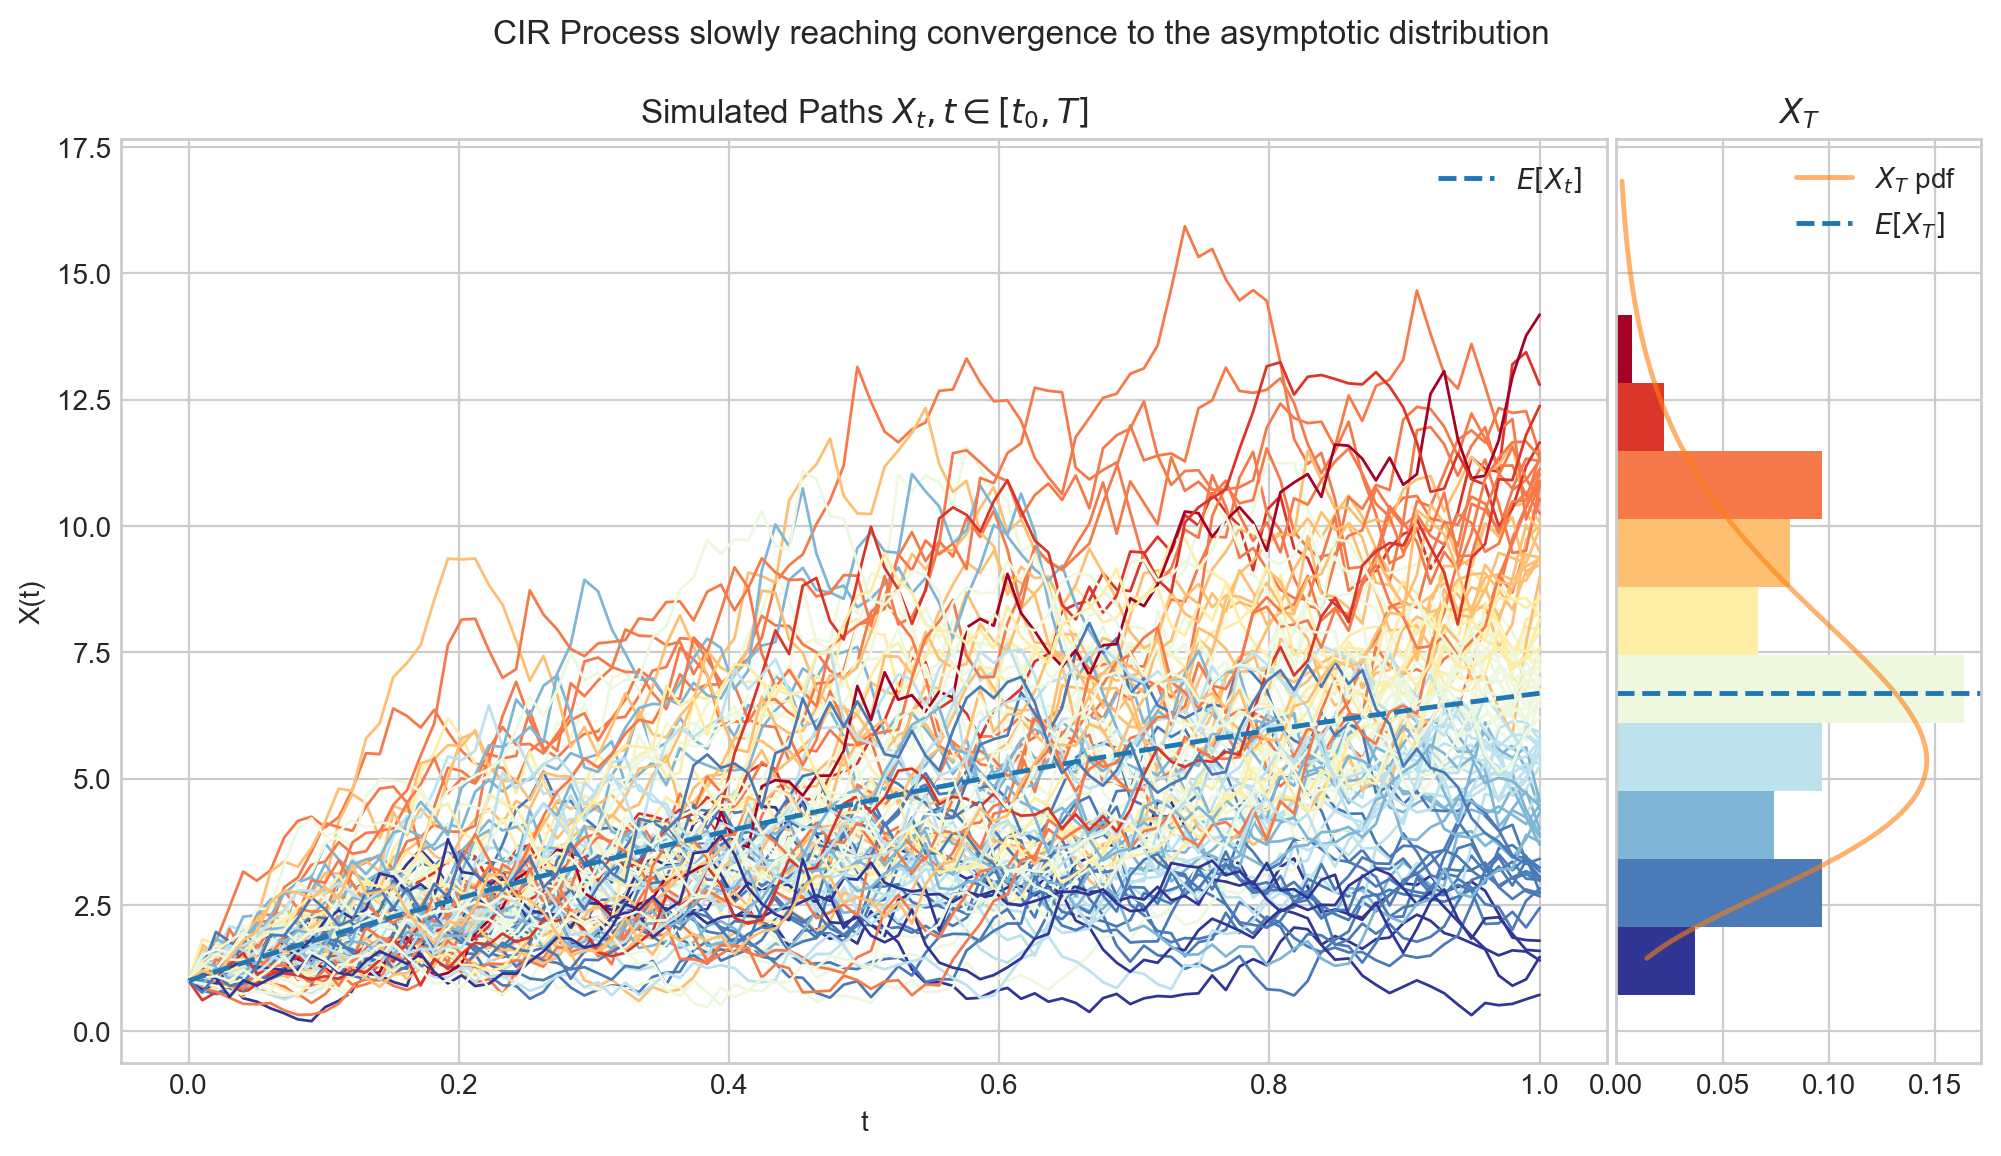 CIR Process slowly reaching convergence to the asymptotic distribution
Simulated Paths $X_t, t \in [t_0, T]$
$X_T$
17.5
15.0
12.5
10.0
7.5
5.0
2.5
0.0
X(t)
$E[X_t]$
$X_T$ pdf
$E[X_T]$
0.0 0.2 0.4 0.6 0.8 1.0
0.00 0.05 0.10 0.15
t